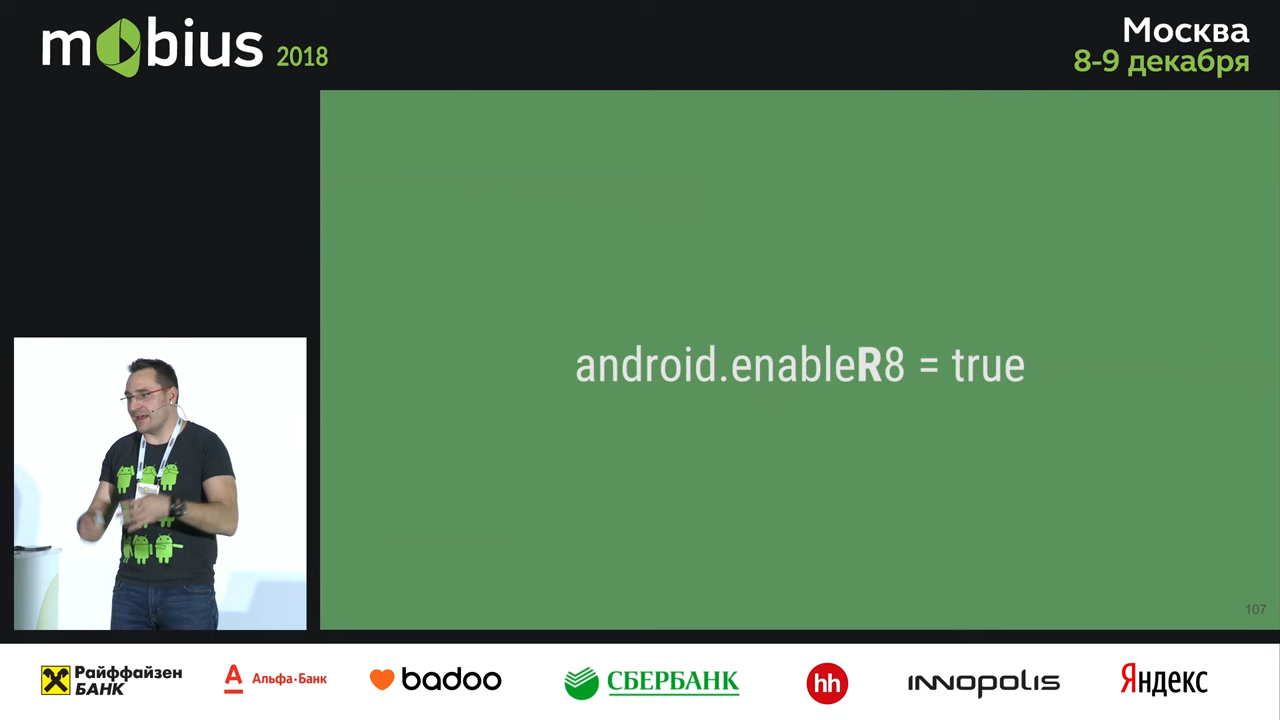 mobius 2018
Москва
8-9 декабря
android.enableR8 = true
107
Райффайзен
БАНК
Альфа·Банк
badoo
СБЕРБАНК
hh
INNOPOLIS
Яндекс